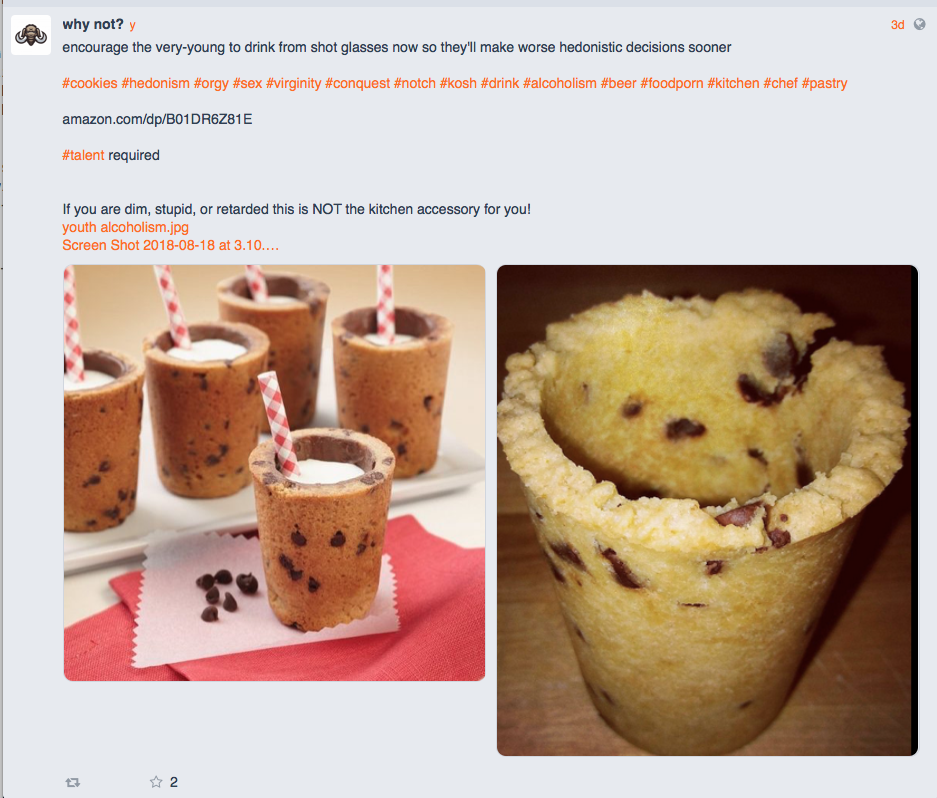 why not? y
3d
encourage the very-young to drink from shot glasses now so they'll make worse hedonistic decisions sooner
#cookies #hedonism #orgy #sex #virginity #conquest #notch #kosh #drink #alcoholism #beer #foodporn #kitchen #chef #pastry
amazon.com/dp/B01DR6Z81E
#talent required
If you are dim, stupid, or retarded this is NOT the kitchen accessory for you!
youth alcoholism.jpg
Screen Shot 2018-08-18 at 3.10....
2